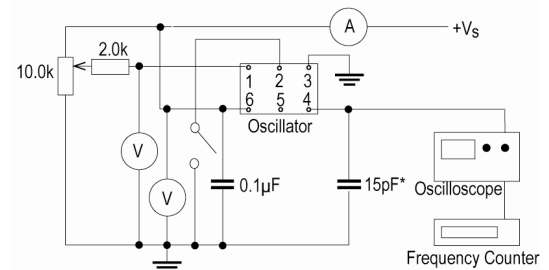 A
+Vs
2.0k
10.0k
1 2 3
6 5 4
Oscillator
V
V
0.1µF
15pF*
Oscilloscope
Frequency Counter